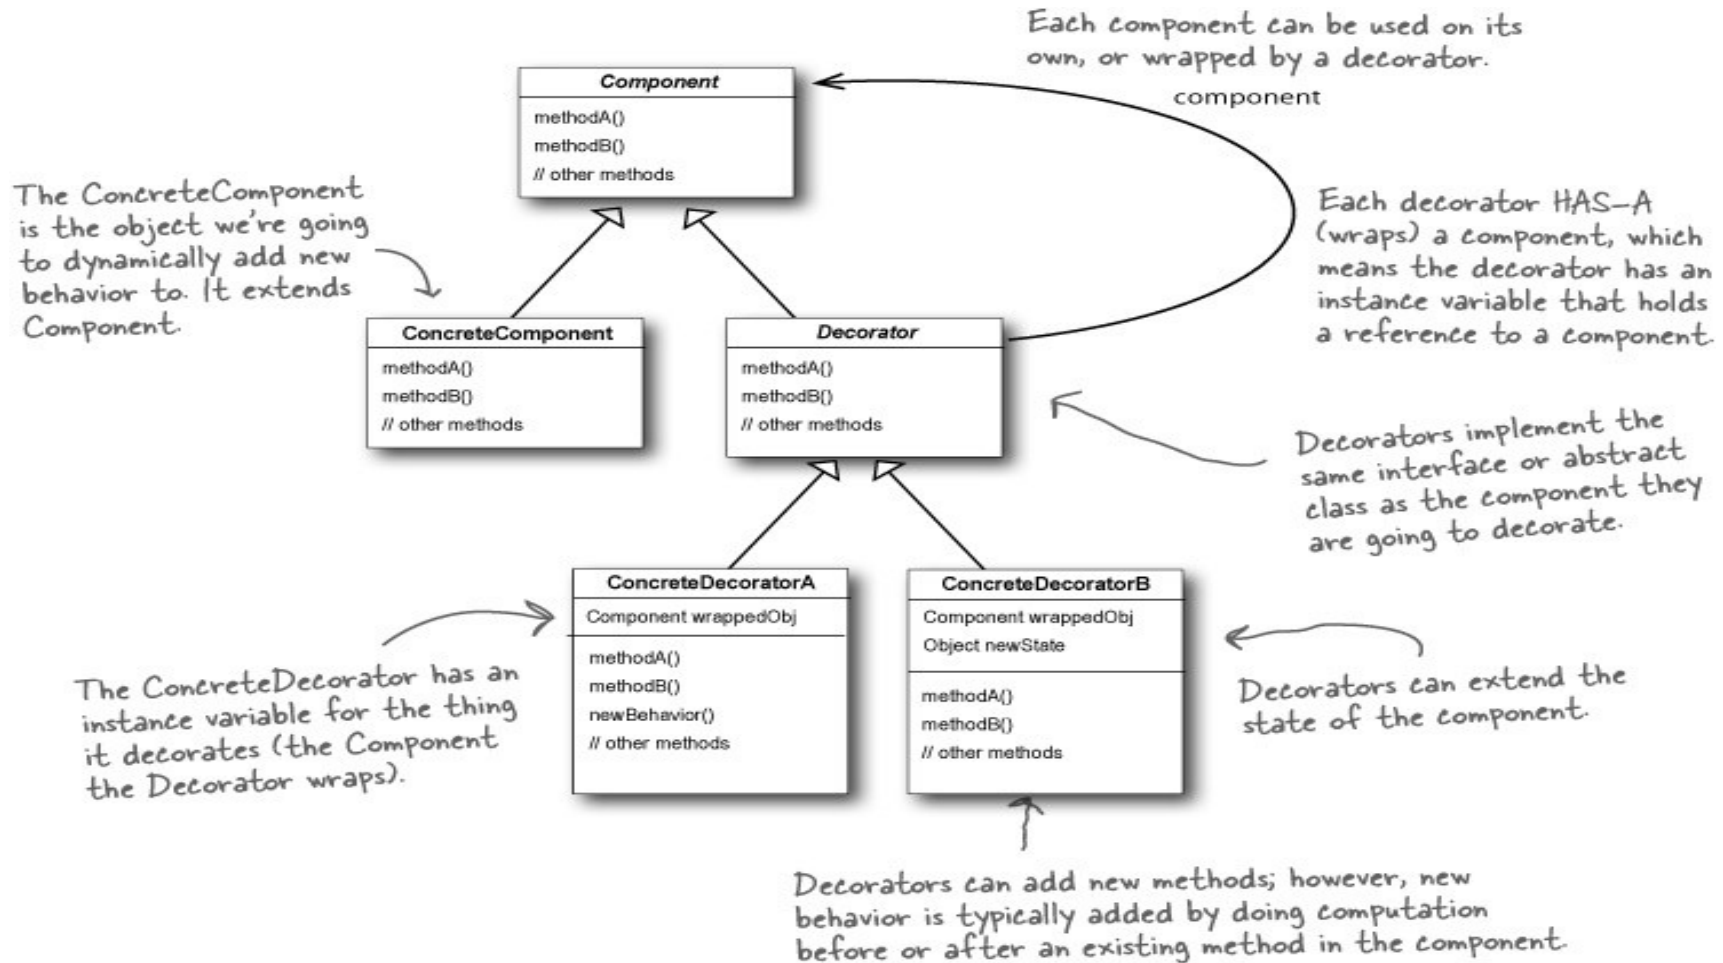 Each component can be used on its
own, or wrapped by a decorator.
component
Component
methodA()
methodB()
// other methods
The ConcreteComponent
is the object we're going
to dynamically add new
behavior to. It extends
Component.
Each decorator HAS-A
(wraps) a component, which
means the decorator has an
instance variable that holds
a reference to a component.
ConcreteComponent
methodA()
methodB()
// other methods
Decorator
methodA()
methodB()
// other methods
Decorators implement the
same interface or abstract
class as the component they
are going to decorate.
ConcreteDecoratorA
Component wrappedObj
methodA()
methodB()
newBehavior()
// other methods
ConcreteDecoratorB
Component wrappedObj
Object newState
methodA()
methodB()
// other methods
The ConcreteDecorator has an
instance variable for the thing
it decorates (the Component
the Decorator wraps).
Decorators can extend the
state of the component.
Decorators can add new methods; however, new
behavior is typically added by doing computation
before or after an existing method in the component.